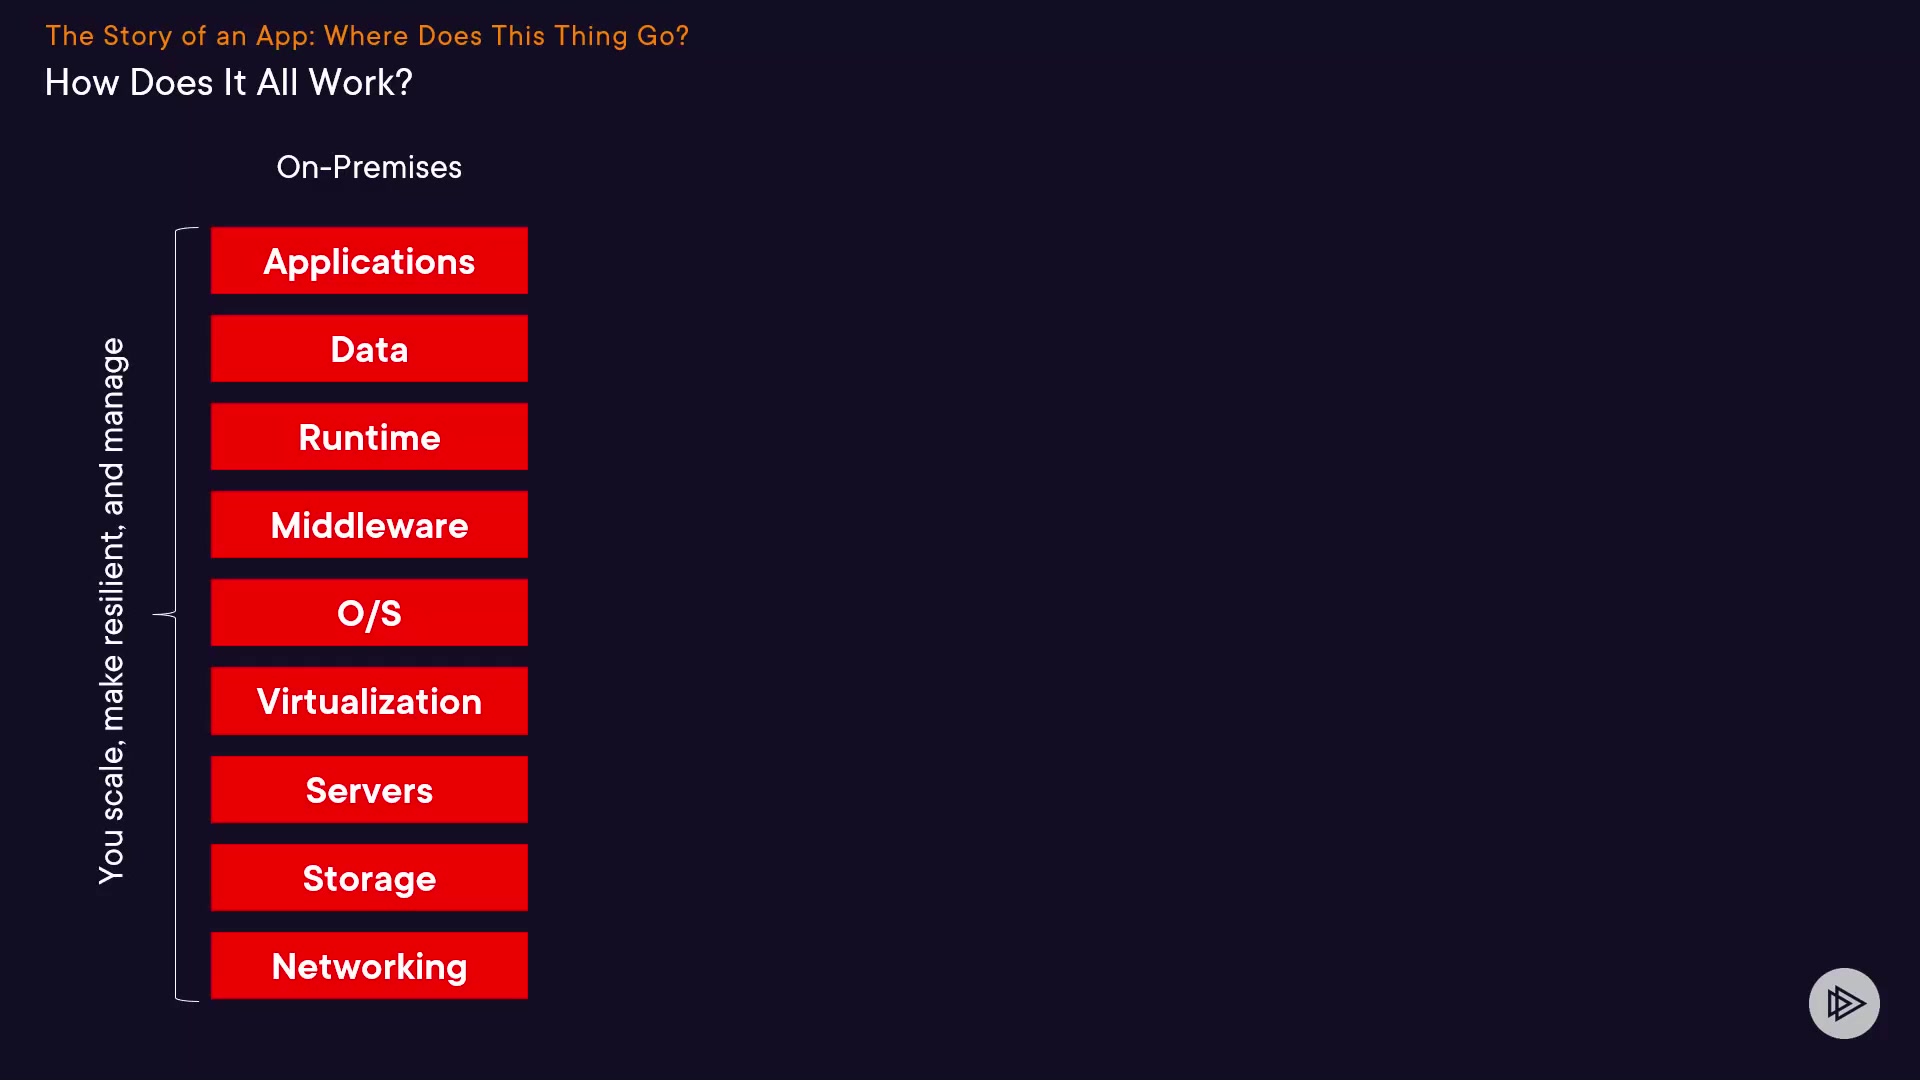 The Story of an App: Where Does This Thing Go?
How Does It All Work?
On-Premises
You scale, make resilient, and manage
Applications
Data
Runtime
Middleware
O/S
Virtualization
Servers
Storage
Networking